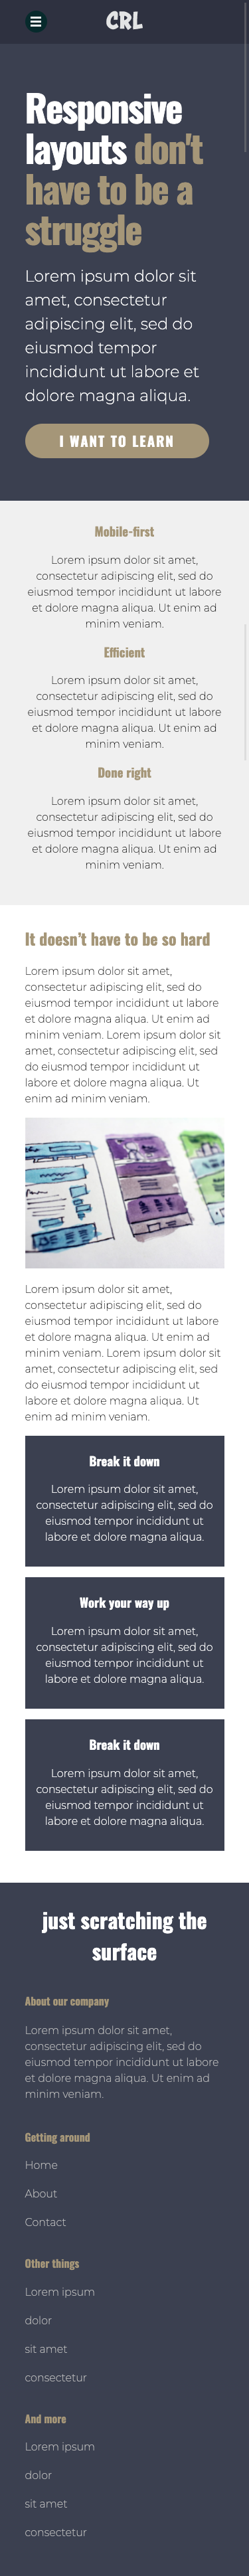 CRL
Responsive
layouts don't
have to be a
struggle
Lorem ipsum dolor sit
amet, consectetur
adipiscing elit, sed do
eiusmod tempor
incididunt ut labore et
dolore magna aliqua.
I WANT TO LEARN
Mobile-first
Lorem ipsum dolor sit amet,
consectetur adipiscing elit, sed do
eiusmod tempor incididunt ut labore
et dolore magna aliqua. Ut enim ad
minim veniam.
Efficient
Lorem ipsum dolor sit amet,
consectetur adipiscing elit, sed do
eiusmod tempor incididunt ut labore
et dolore magna aliqua. Ut enim ad
minim veniam.
Done right
Lorem ipsum dolor sit amet,
consectetur adipiscing elit, sed do
eiusmod tempor incididunt ut labore
et dolore magna aliqua. Ut enim ad
minim veniam.
It doesn't have to be so hard
Lorem ipsum dolor sit amet,
consectetur adipiscing elit, sed do
eiusmod tempor incididunt ut labore
et dolore magna aliqua. Ut enim ad
minim veniam. Lorem ipsum dolor sit
amet, consectetur adipiscing elit, sed
do eiusmod tempor incididunt ut
labore et dolore magna aliqua. Ut
enim ad minim veniam.
Lorem ipsum dolor sit amet,
consectetur adipiscing elit, sed do
eiusmod tempor incididunt ut labore
et dolore magna aliqua. Ut enim ad
minim veniam. Lorem ipsum dolor sit
amet, consectetur adipiscing elit, sed
do eiusmod tempor incididunt ut
labore et dolore magna aliqua. Ut
enim ad minim veniam.
Break it down
Lorem ipsum dolor sit amet,
consectetur adipiscing elit, sed do
eiusmod tempor incididunt ut
labore et dolore magna aliqua.
Work your way up
Lorem ipsum dolor sit amet,
consectetur adipiscing elit, sed do
eiusmod tempor incididunt ut
labore et dolore magna aliqua.
Break it down
Lorem ipsum dolor sit amet,
consectetur adipiscing elit, sed do
eiusmod tempor incididunt ut
labore et dolore magna aliqua.
just scratching the
surface
About our company
Lorem ipsum dolor sit amet,
consectetur adipiscing elit, sed do
eiusmod tempor incididunt ut labore
et dolore magna aliqua. Ut enim ad
minim veniam.
Getting around
Home
About
Contact
Other things
Lorem ipsum
dolor
sit amet
consectetur
And more
Lorem ipsum
dolor
sit amet
consectetur